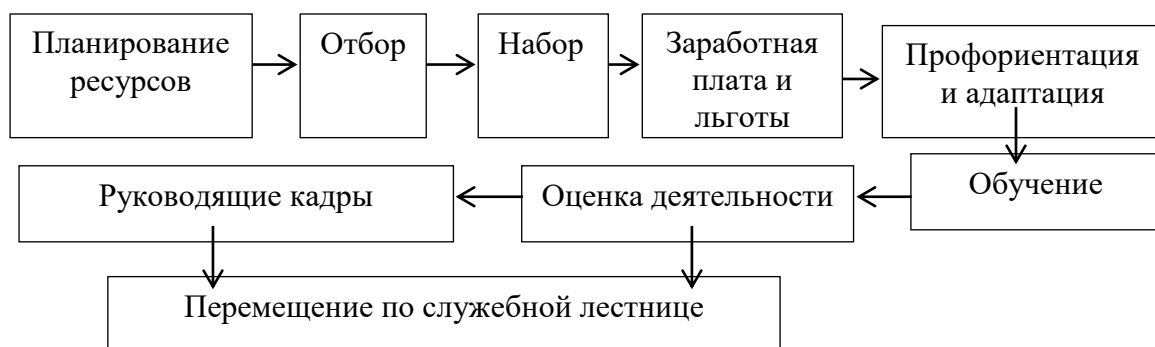 Планирование
ресурсов
Отбор
Набор
Заработная
плата и
льготы
Профориентация
и адаптация
Обучение
Оценка деятельности
Руководящие кадры
Перемещение по служебной лестнице